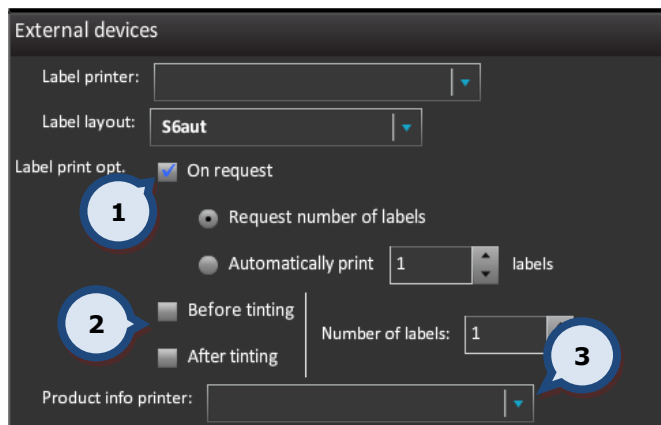 External devices
Label printer:
Label layout: S6aut
Label print opt. On request
1
Request number of labels
Automatically print 1 labels
Before tinting
2
Number of labels: 1
After tinting
3
Product info printer: